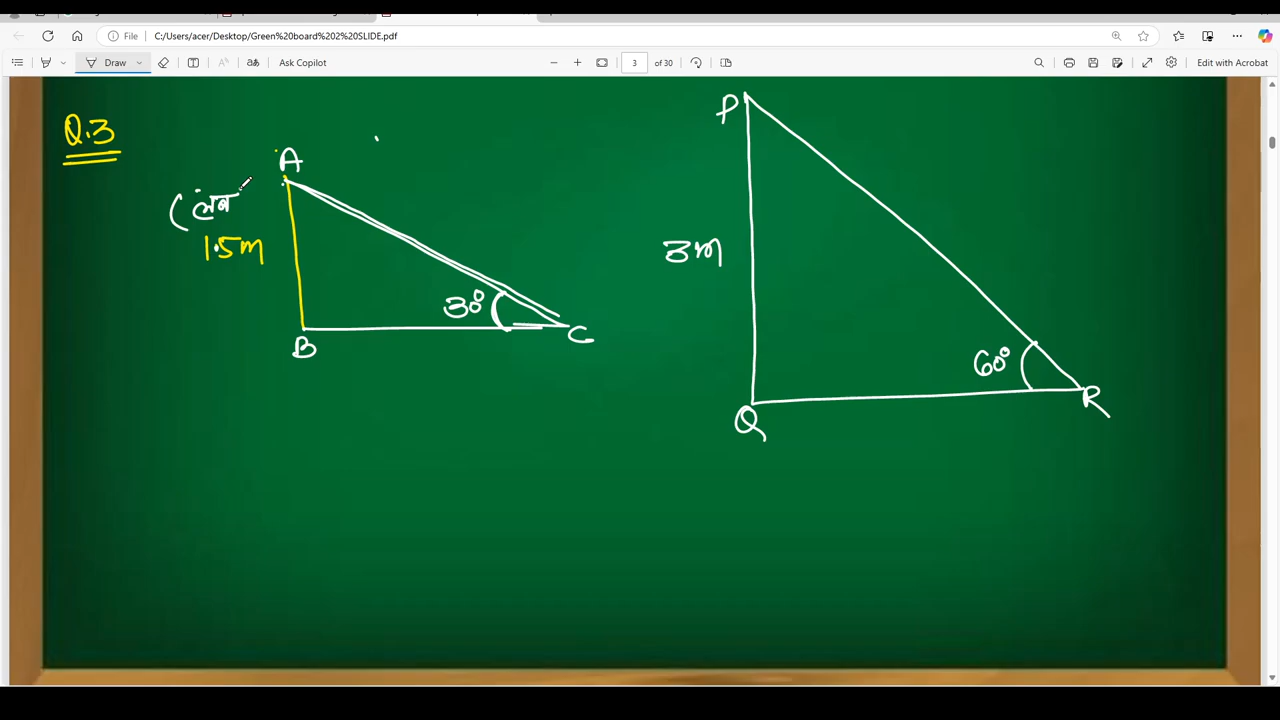 File C:/Users/acer/Desktop/Green%20board%202%20SLIDE.pdf
Draw Ask Copilot 3 of 30 Edit with Acrobat
Q.3
A
1.5m
30°
B
C
P
3m
60°
Q
R